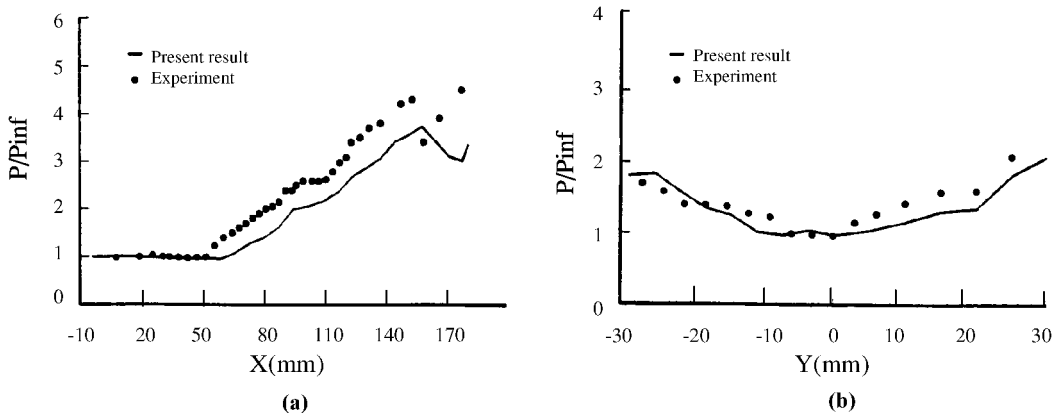 6
5
4
3
2
1
0
P/Pinf
Present result
Experiment
-10 20 50 80 110 140 170
X(mm)
(a)
4
3
2
1
0
P/Pinf
Present result
Experiment
-30 -20 -10 0 10 20 30
Y(mm)
(b)